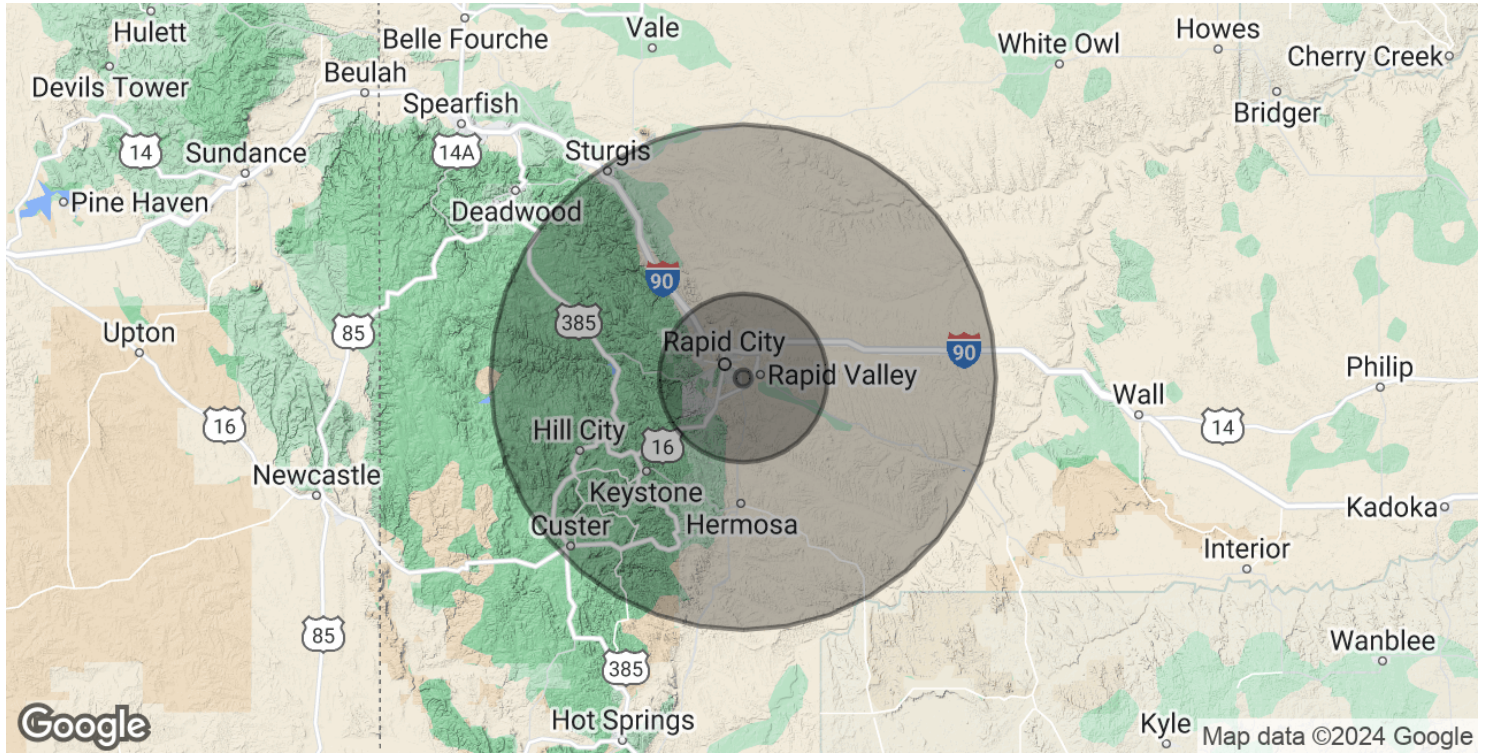 Hulett
Belle Fourche
Vale
White Owl
Howes
Cherry Creek
Devils Tower
Beulah
Spearfish
Bridger
14
Sundance
14A
Sturgis
Pine Haven
Deadwood
90
Upton
85
385
Rapid City
90
Rapid Valley
Philip
Wall
16
Hill City
16
14
Newcastle
Keystone
Kadoka
Custer
Hermosa
Interior
85
385
Wanblee
Hot Springs
Kyle
Google
Map data ©2024 Google